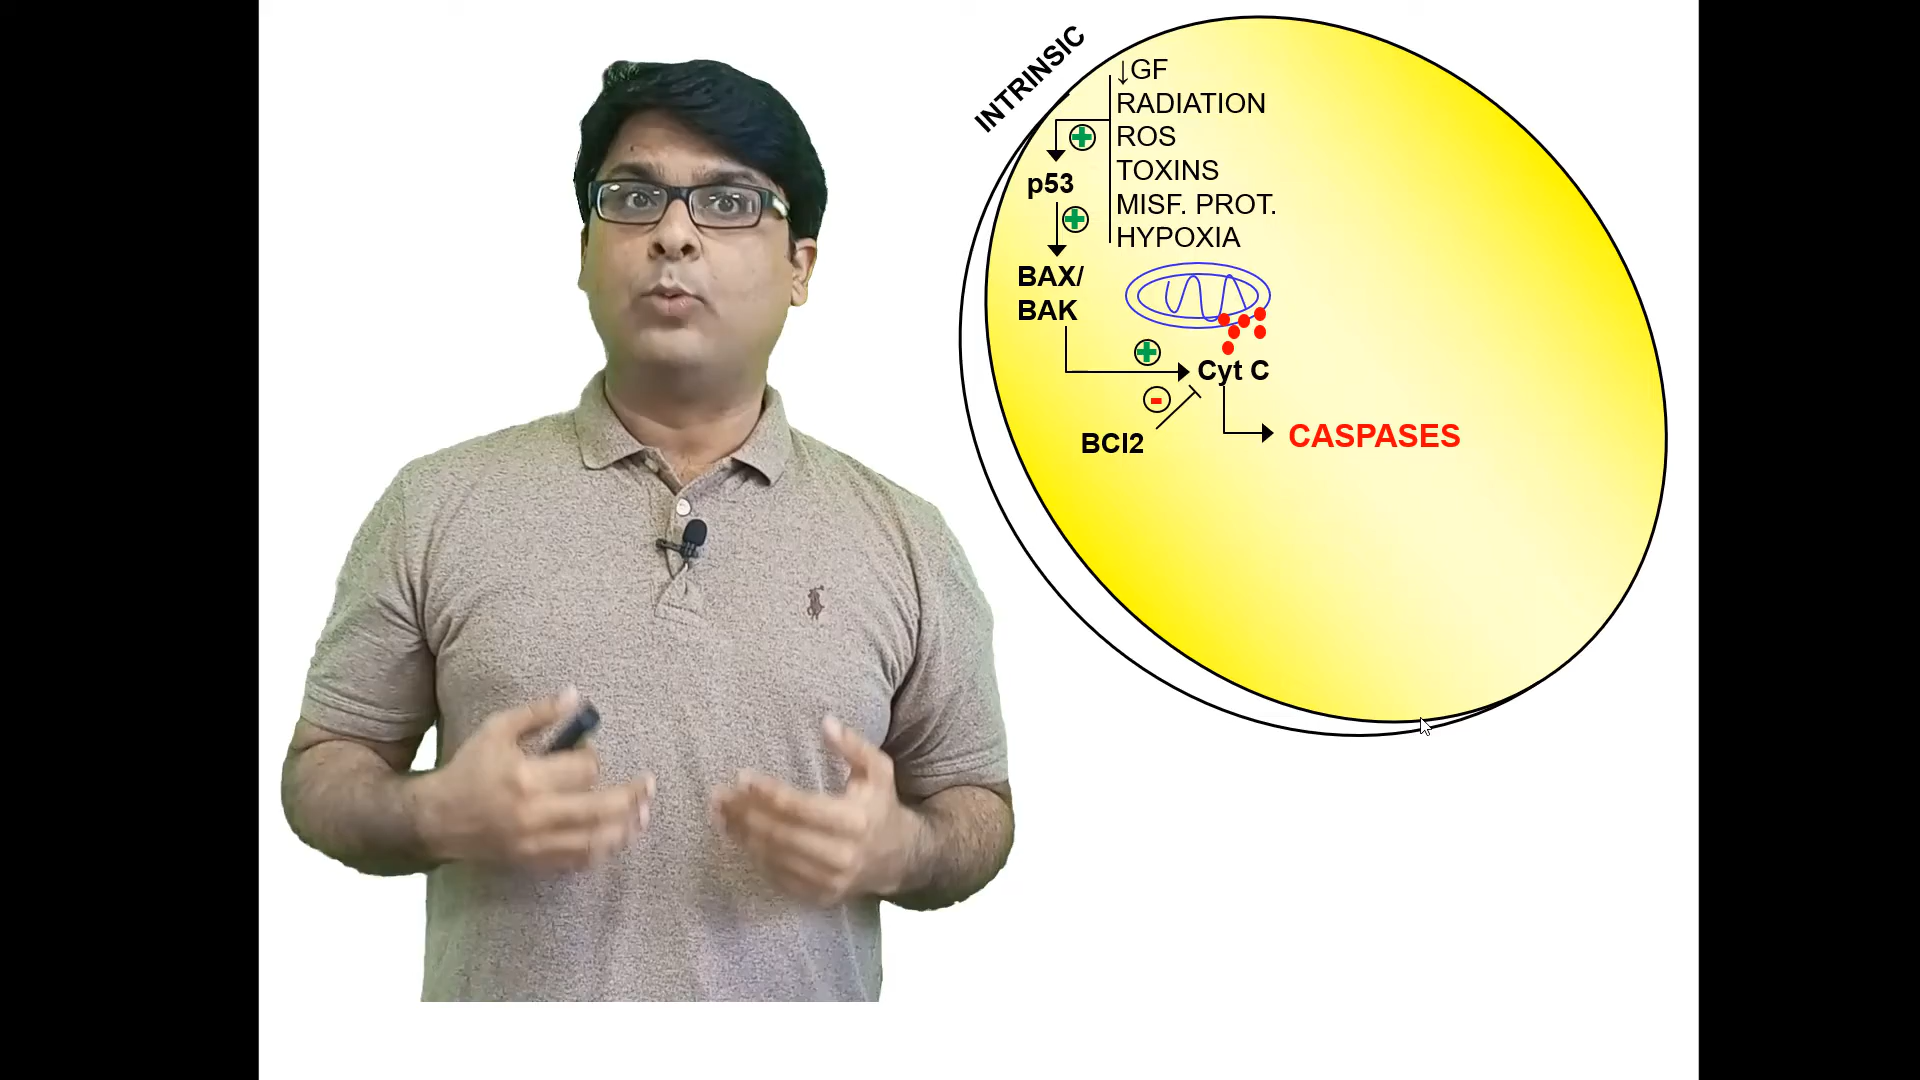 INTRINSIC
↓GF
RADIATION
ROS
TOXINS
MISF. PROT.
HYPOXIA
p53
BAX/
BAK
Cyt C
BCl2
CASPASES